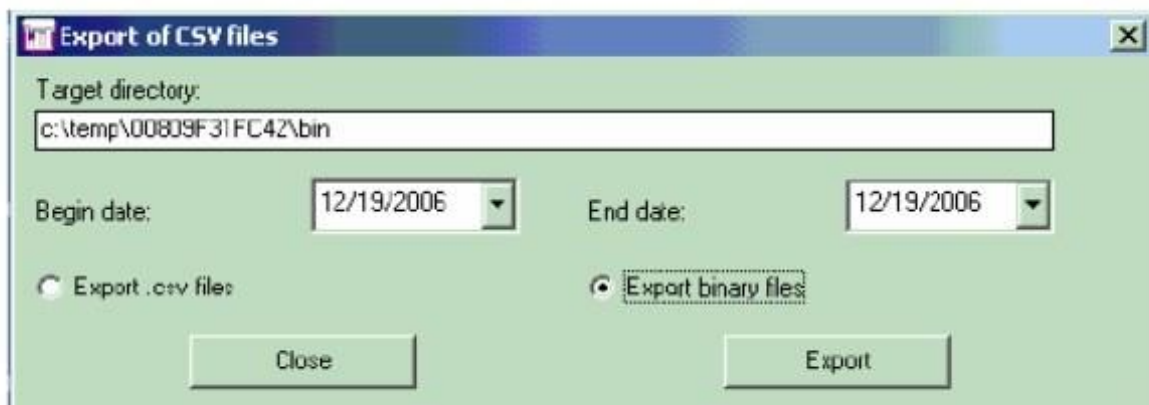 Export of CSV files
Target directory:
c:\temp\00809F31FC42\bin
Begin date: 12/19/2006 End date: 12/19/2006
Export .csv files Export binary files
Close Export